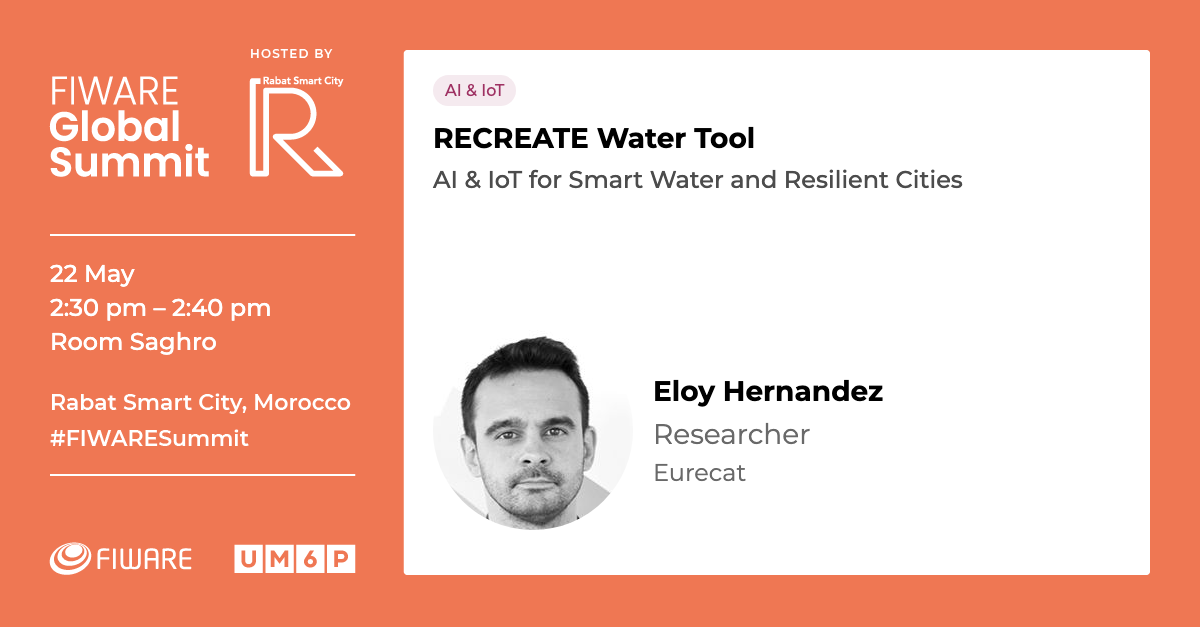 FIWARE
Global
Summit
HOSTED BY
Rabat Smart City
R
22 May
2:30 pm – 2:40 pm
Room Saghro
Rabat Smart City, Morocco
#FIWARESummit
FIWARE
UM6P
AI & IoT
RECREATE Water Tool
AI & IoT for Smart Water and Resilient Cities
Eloy Hernandez
Researcher
Eurecat